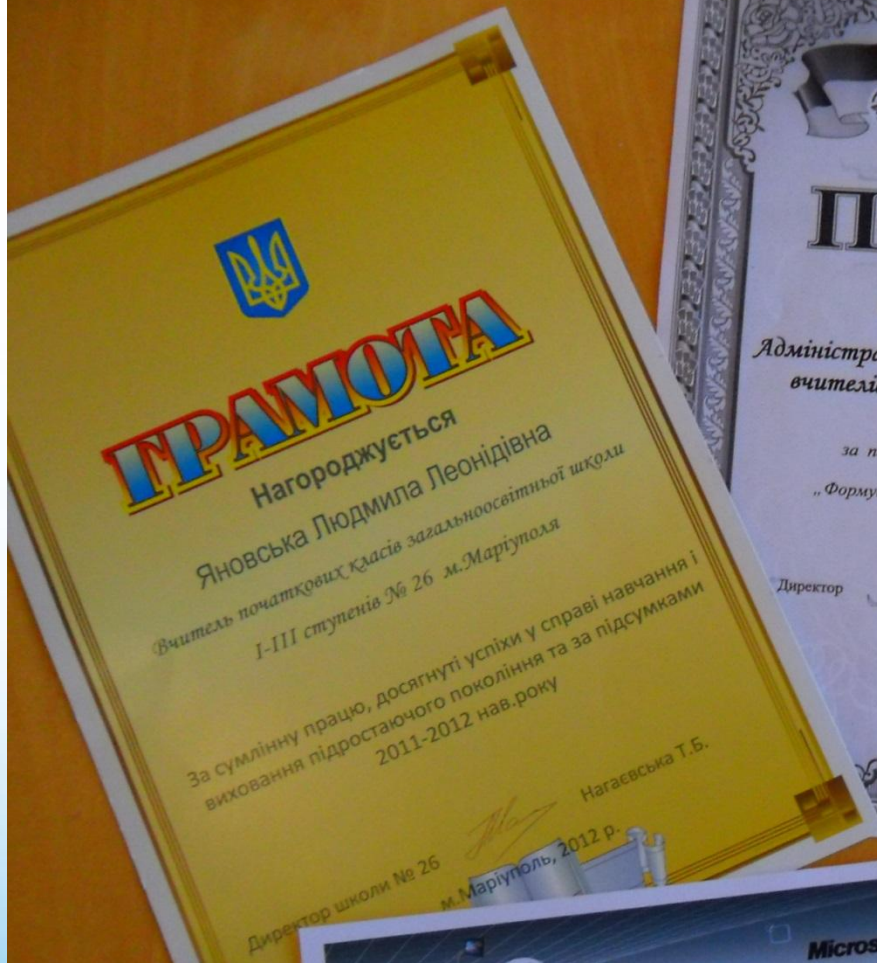 ГРАМОТА
Нагороджується
Яновська Людмила Леонідівна
Вчитель початкових класів загальноосвітньої школи
І-ІІІ ступенів № 26 м.Маріуполя
За сумлінну працю, досягнуті успіхи у справі навчання і
виховання підростаючого покоління та за підсумками
2011-2012 нав.року
Директор школи № 26 Нагаєвська Т.Б.
м.Маріуполь, 2012 р.
П
Адміністра
вчителі
за п
„Форму
Директор
Micros